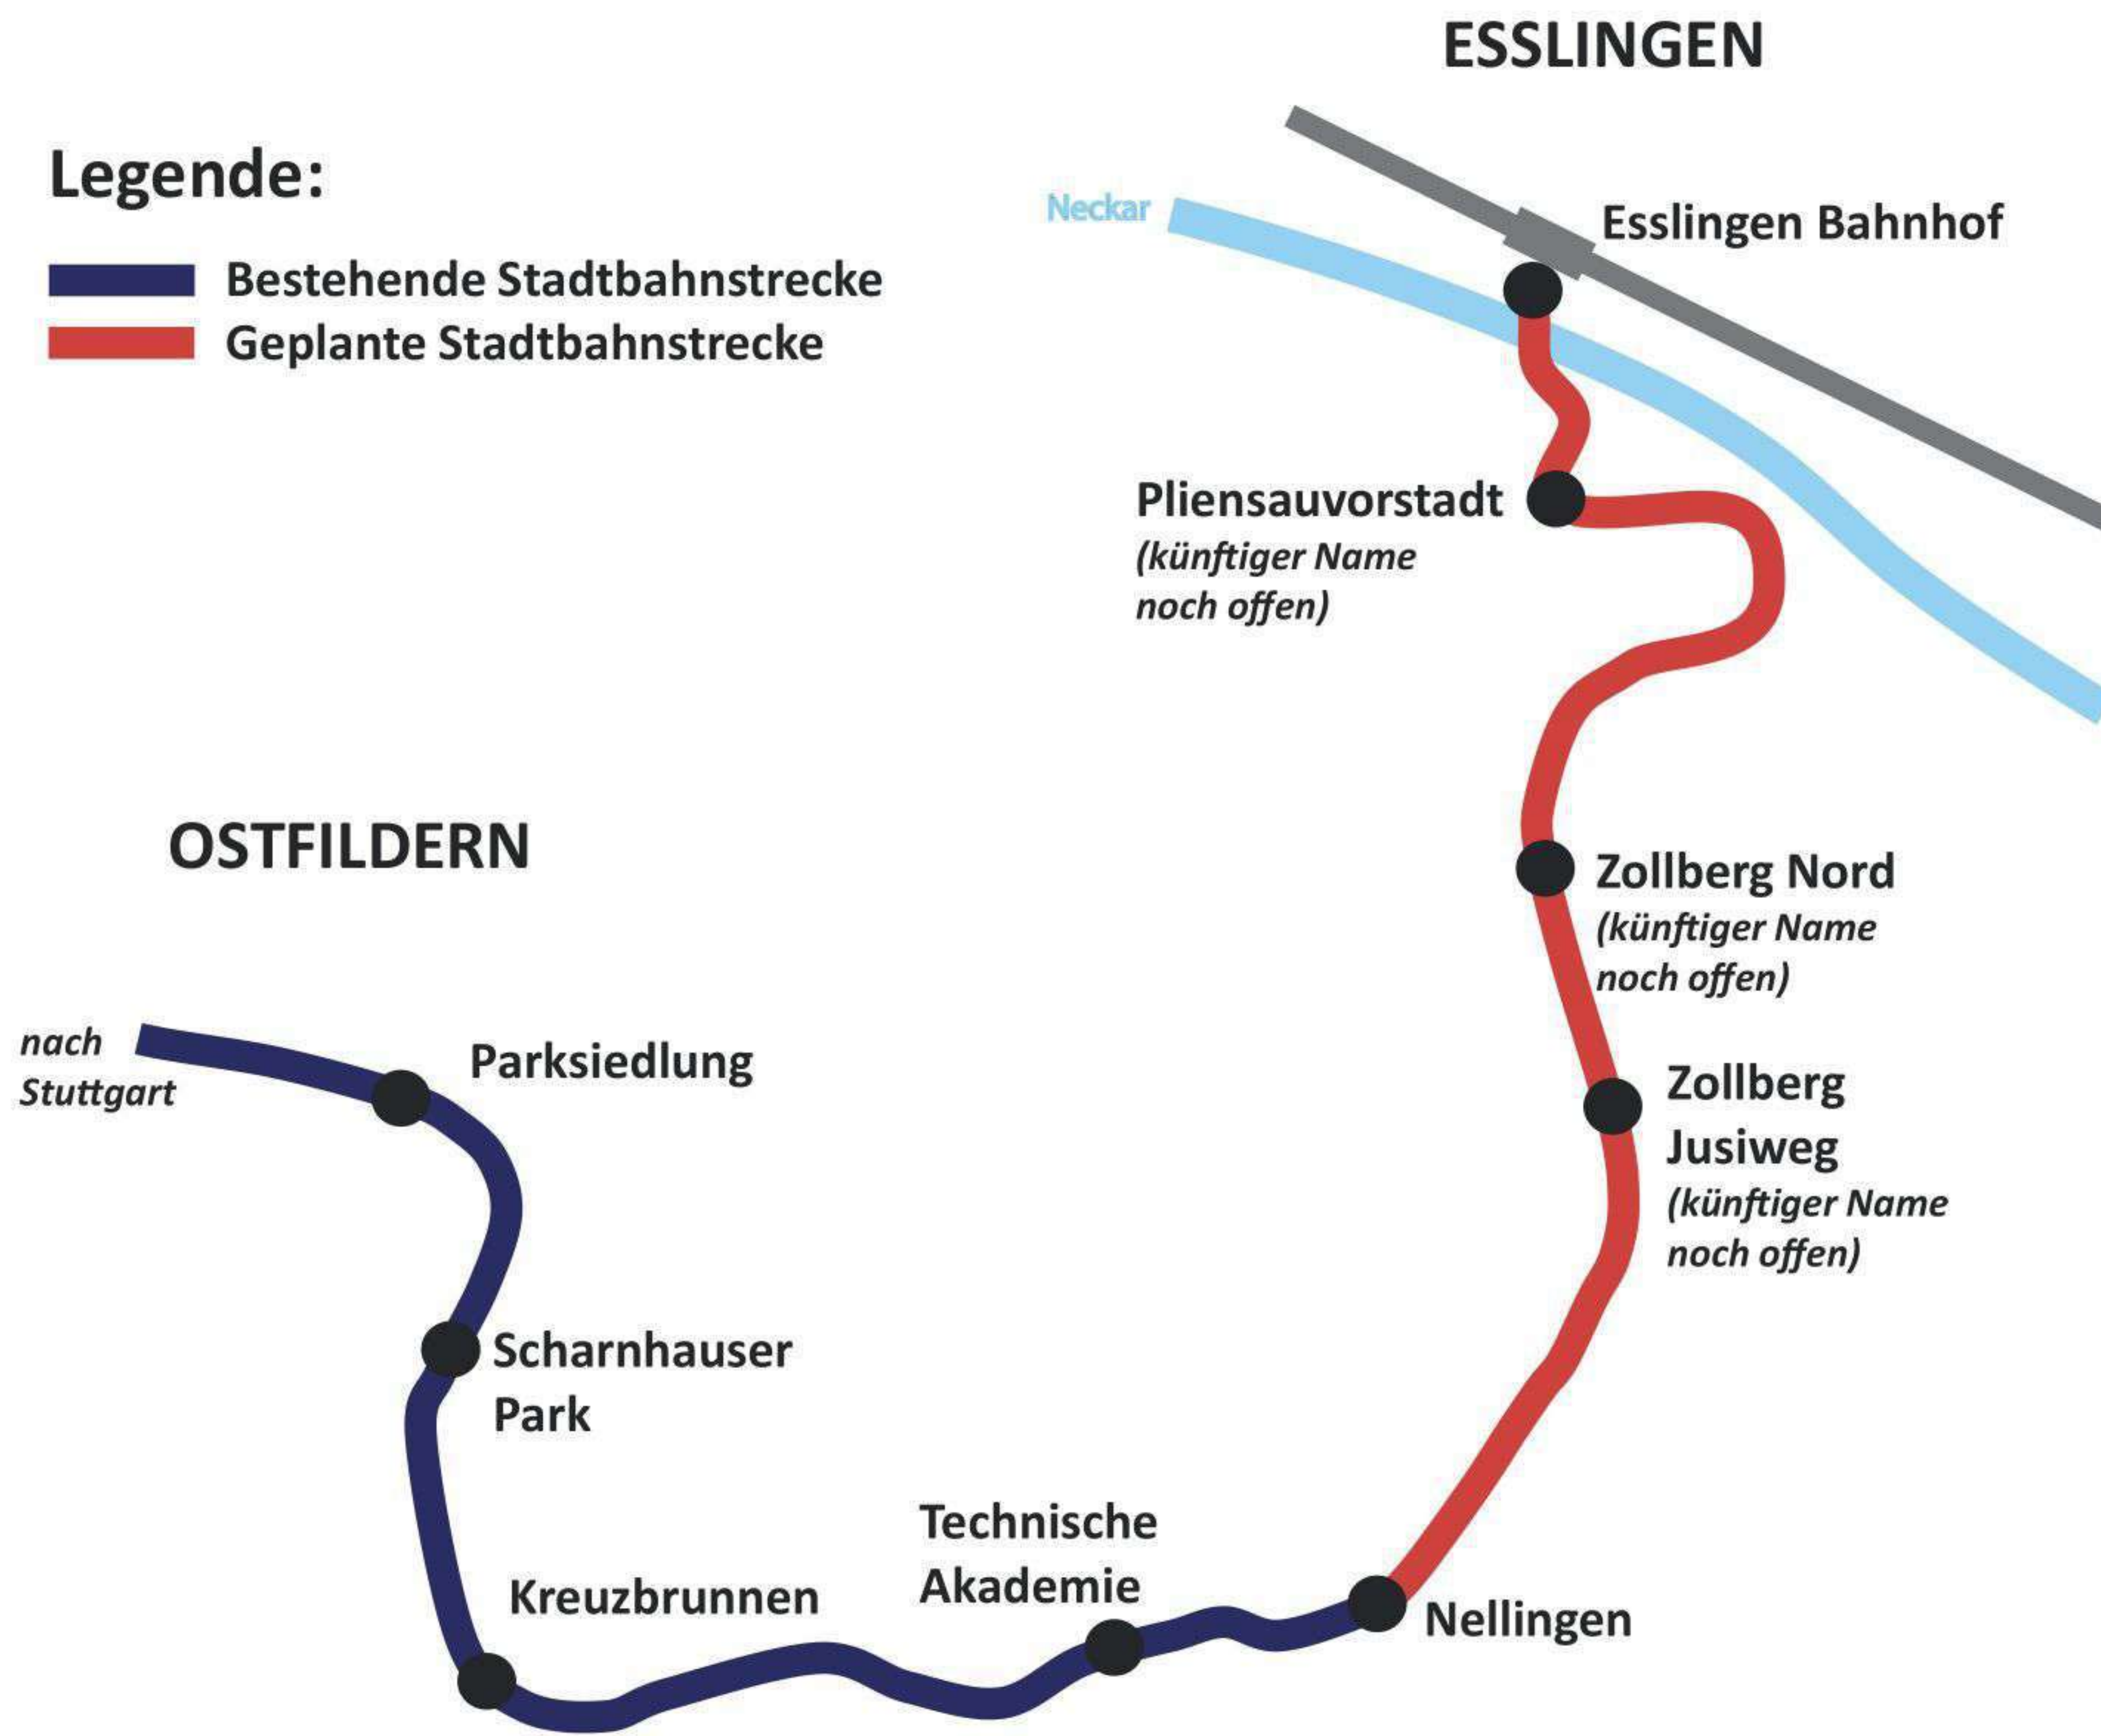 ESSLINGEN
Legende:
Bestehende Stadtbahnstrecke
Geplante Stadtbahnstrecke
Neckar
Esslingen Bahnhof
Pliensauvorstadt
(künftiger Name
noch offen)
OSTFILDERN
Zollberg Nord
(künftiger Name
noch offen)
nach
Stuttgart
Parksiedlung
Zollberg
Jusiweg
(künftiger Name
noch offen)
Scharnhauser
Park
Kreuzbrunnen
Technische
Akademie
Nellingen